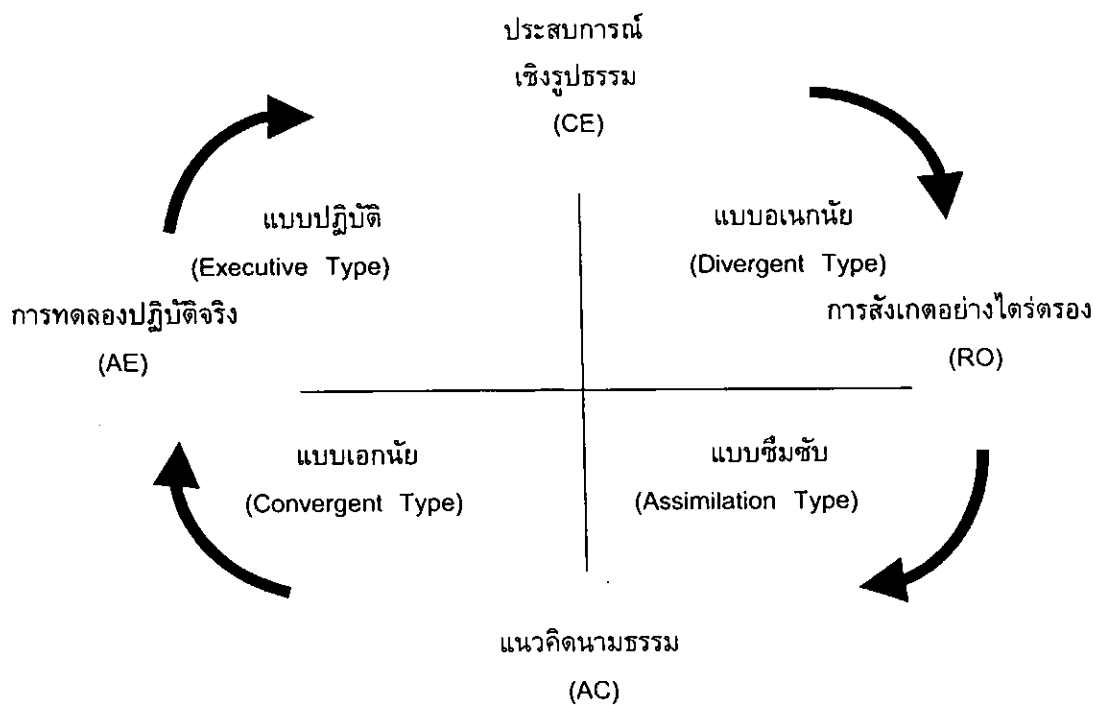 ประสบการณ์
เชิงรูปธรรม
(CE)
แบบปฏิบัติ
(Executive Type)
แบบอเนกนัย
(Divergent Type)
การทดลองปฏิบัติจริง
(AE)
การสังเกตอย่างไตร่ตรอง
(RO)
แบบเอกนัย
(Convergent Type)
แบบซึมซับ
(Assimilation Type)
แนวคิดนามธรรม
(AC)